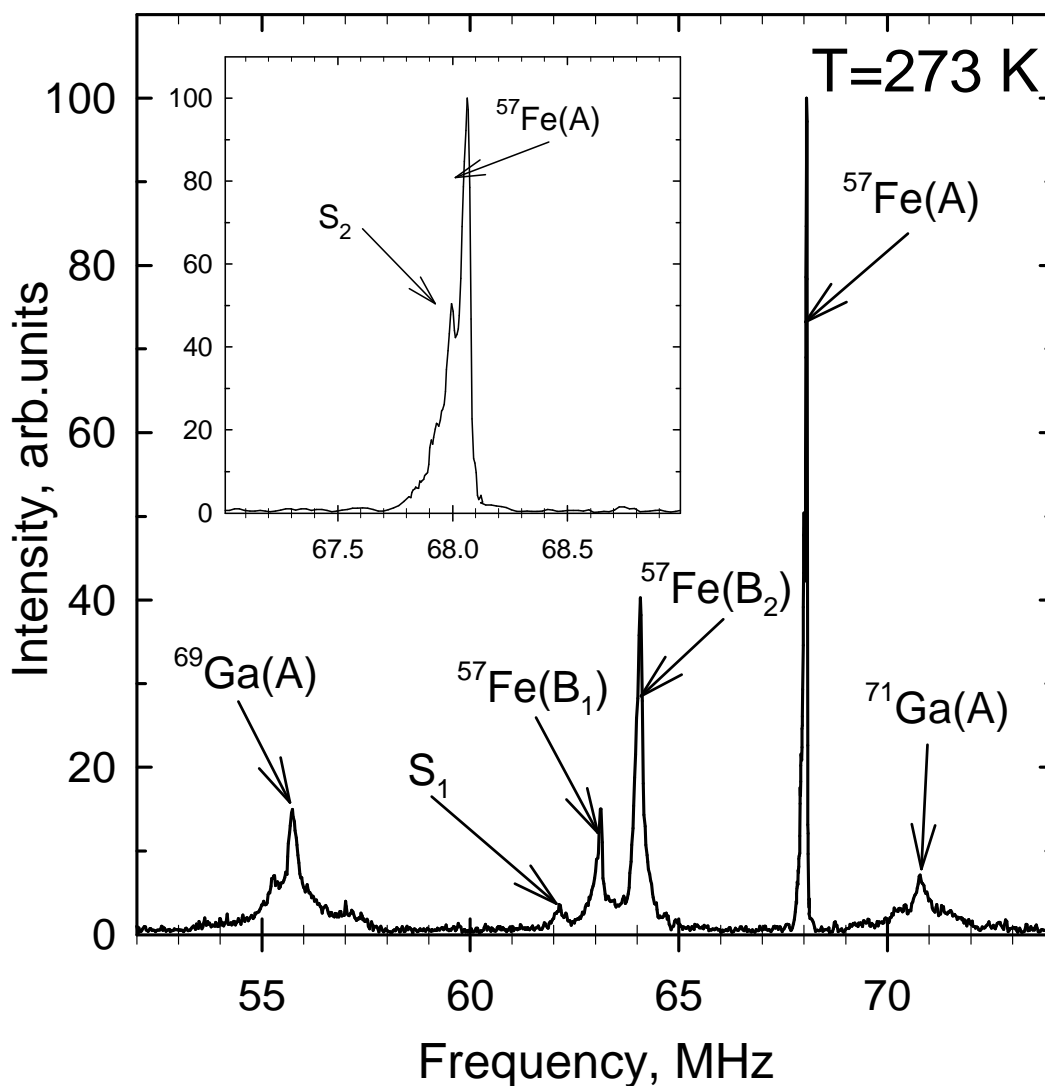 T=273 K
100
80
60
40
20
0
Intensity, arb.units
100
80
60
40
20
0
67.5 68.0 68.5
⁵⁷Fe(A)
S₂
⁵⁷Fe(A)
⁵⁷Fe(B₂)
⁶⁹Ga(A)
⁵⁷Fe(B₁)
⁷¹Ga(A)
S₁
55 60 65 70
Frequency, MHz